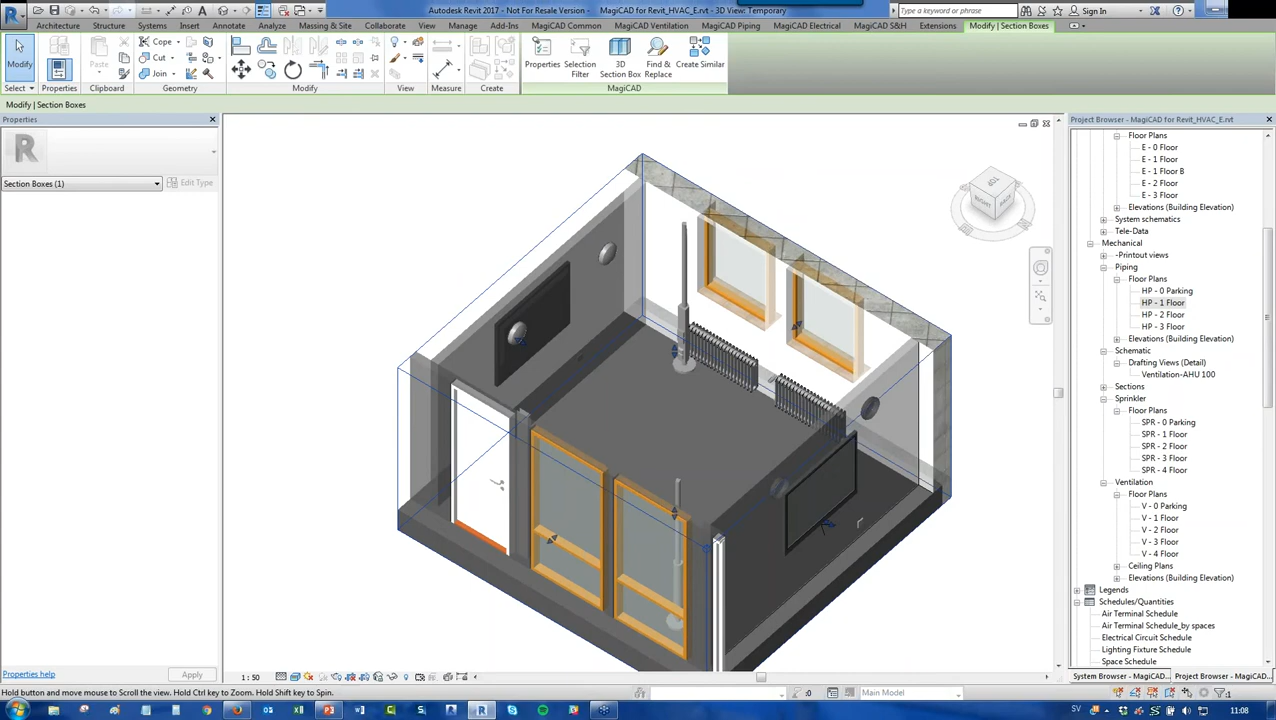 Autodesk Revit 2017 - Not For Resale Version - MagiCAD for Revit_HVAC_E.rvt - 3D View: Temporary
Type a keyword or phrase
Sign In
Architecture Structure Systems Insert Annotate Analyze Massing & Site Collaborate View Manage Add-Ins MagiCAD Common MagiCAD Ventilation MagiCAD Piping MagiCAD Electrical MagiCAD S&H Extensions Modify | Section Boxes
Modify
Paste
Cope
Cut
Join
Properties
Selection Filter
3D Section Box
Find & Replace
Create Similar
Select Properties Clipboard Geometry Modify View Measure Create MagiCAD
Modify | Section Boxes
Properties
R
Section Boxes (1)
Edit Type
TOP
RIGHT
BACK
Project Browser - MagiCAD for Revit_HVAC_E.rvt
Floor Plans
E - 0 Floor
E - 1 Floor
E - 1 Floor B
E - 2 Floor
E - 3 Floor
Elevations (Building Elevation)
System schematics
Tele-Data
Mechanical
-Printout views
Piping
Floor Plans
HP - 0 Parking
HP - 1 Floor
HP - 2 Floor
HP - 3 Floor
Elevations (Building Elevation)
Schematic
Drafting Views (Detail)
Ventilation-AHU 100
Sections
Sprinkler
Floor Plans
SPR - 0 Parking
SPR - 1 Floor
SPR - 2 Floor
SPR - 3 Floor
SPR - 4 Floor
Ventilation
Floor Plans
V - 0 Parking
V - 1 Floor
V - 2 Floor
V - 3 Floor
V - 4 Floor
Ceiling Plans
Elevations (Building Elevation)
Legends
Schedules/Quantities
Air Terminal Schedule
Air Terminal Schedule_by spaces
Electrical Circuit Schedule
Lighting Fixture Schedule
Space Schedule
System Browser - MagiCAD... Project Browser - MagiCAD...
Properties help
Apply
1 : 50
Hold button and move mouse to Scroll the view. Hold Ctrl key to Zoom. Hold Shift key to Spin.
:0
Main Model
:1
SV
11:08